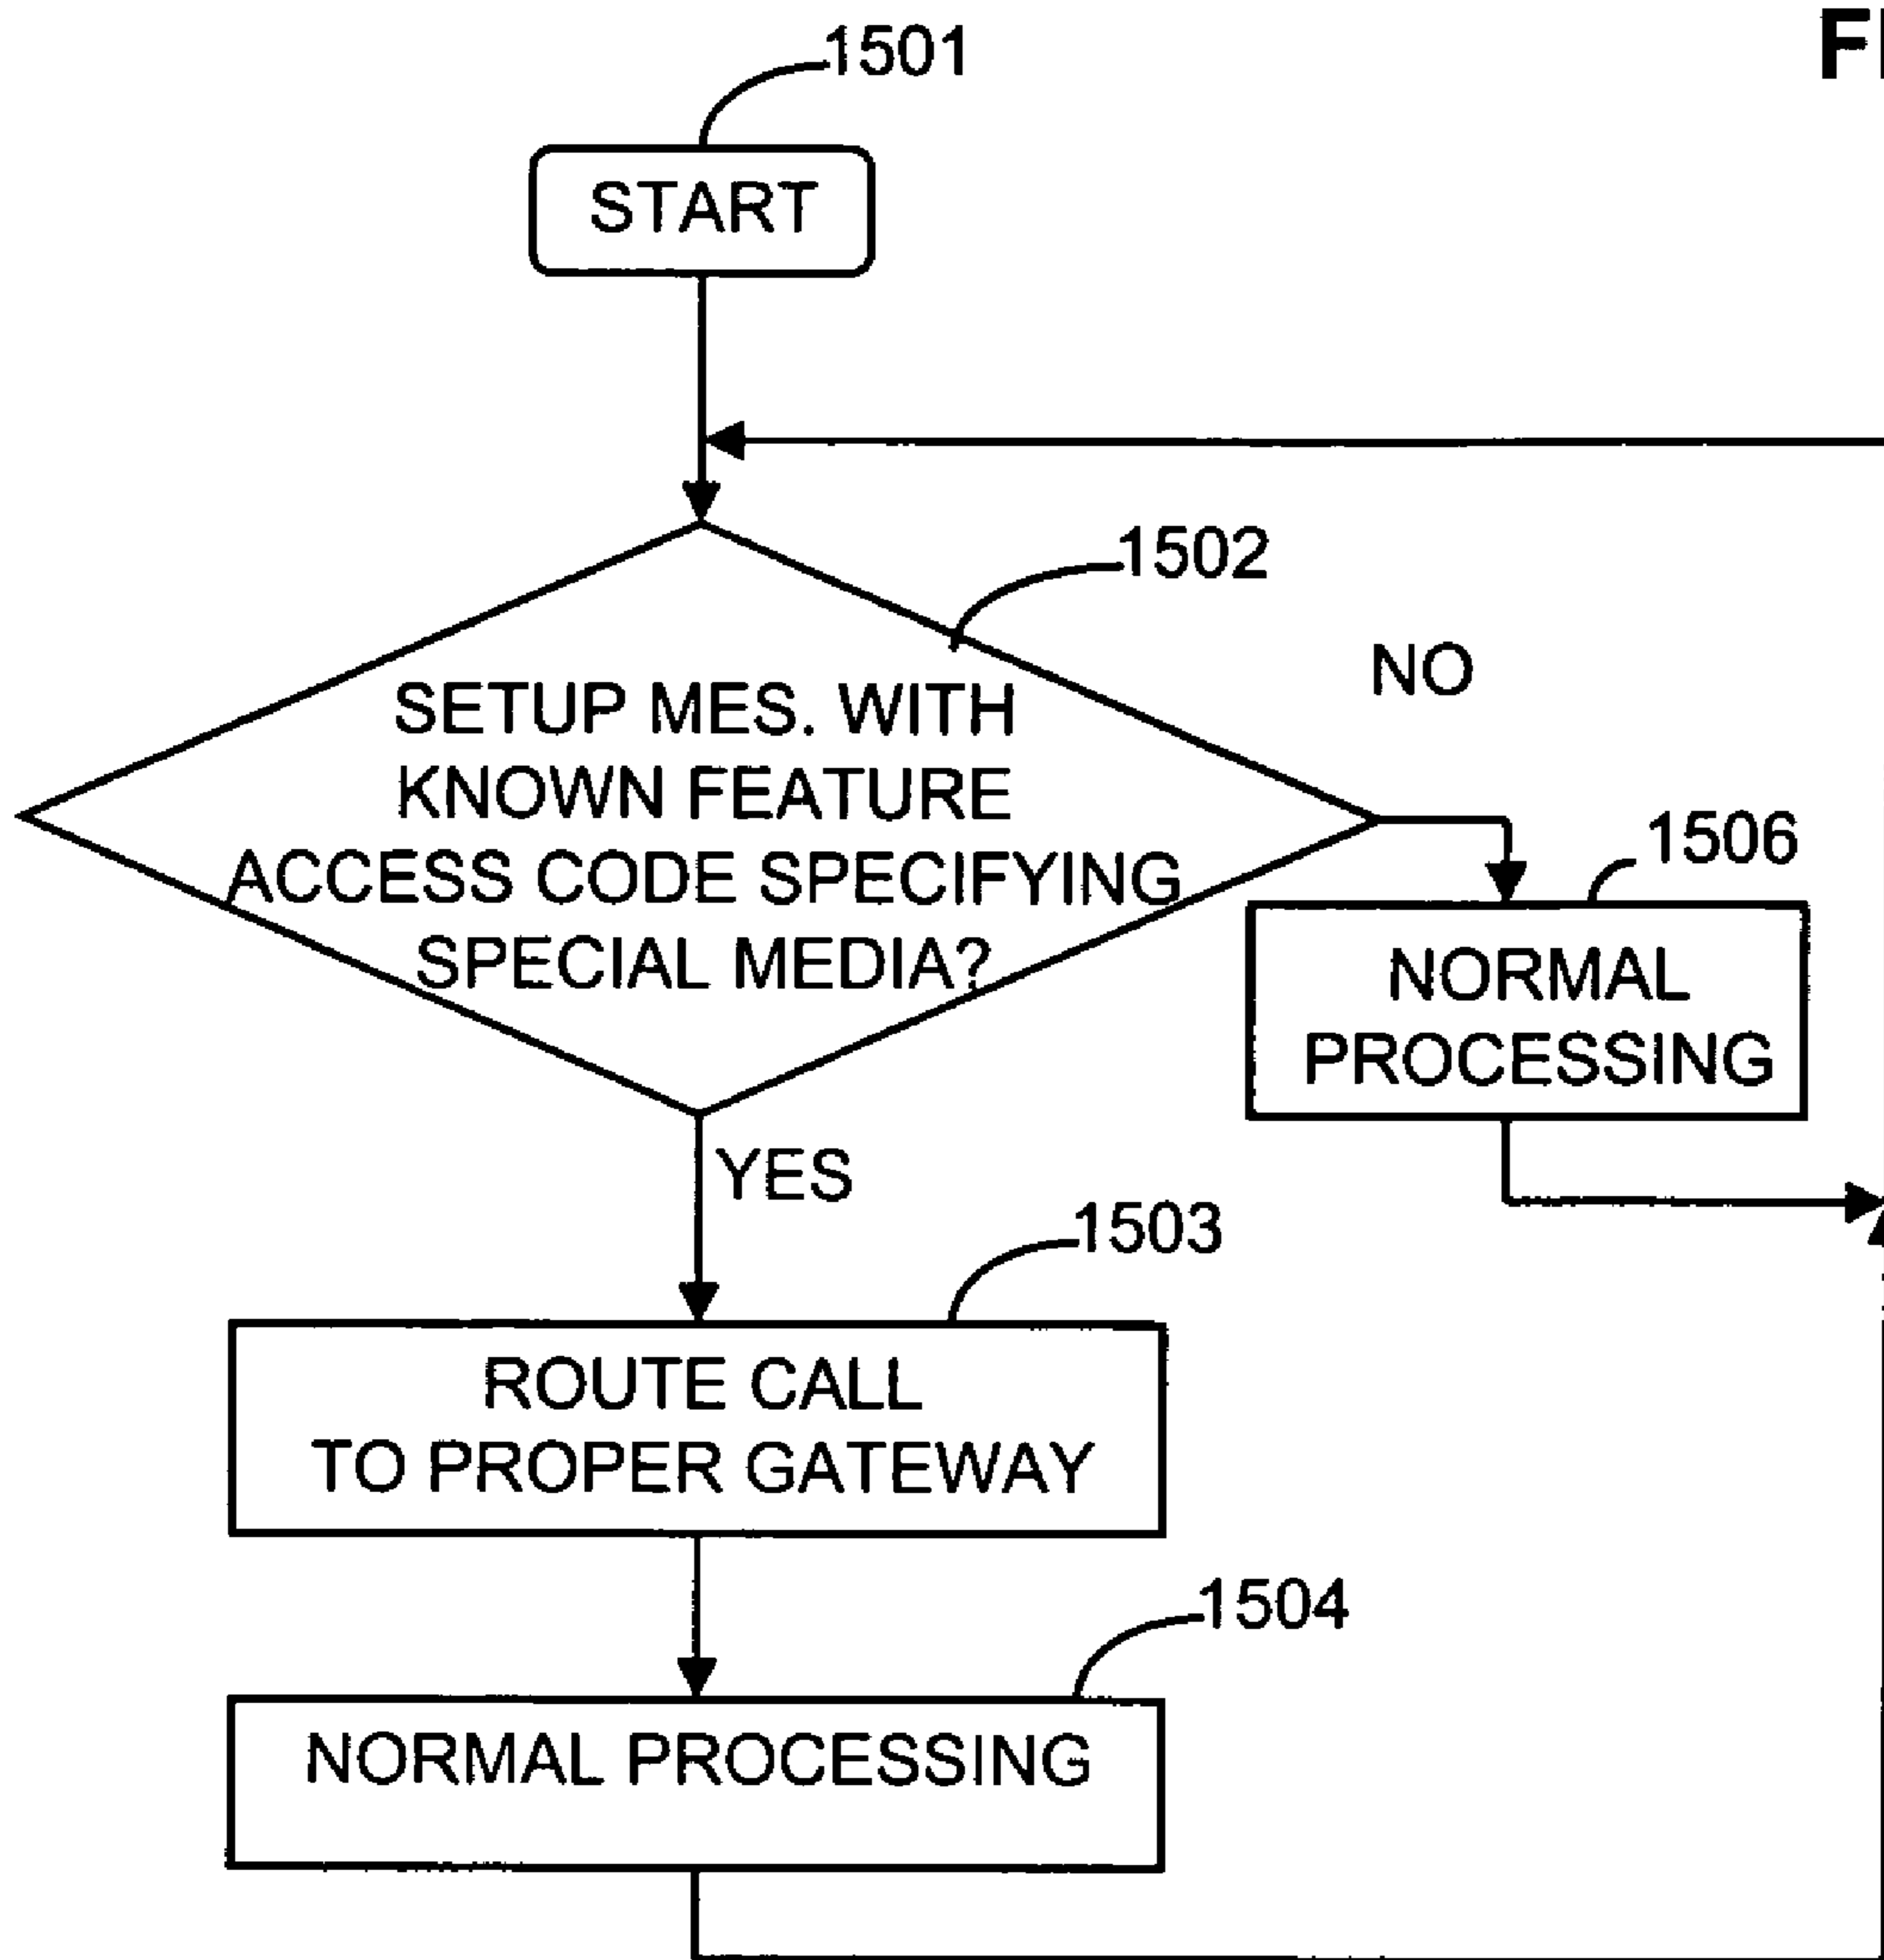 1501
FI
START
1502
NO
SETUP MES. WITH
KNOWN FEATURE
ACCESS CODE SPECIFYING
SPECIAL MEDIA?
1506
NORMAL
PROCESSING
YES
1503
ROUTE CALL
TO PROPER GATEWAY
1504
NORMAL PROCESSING